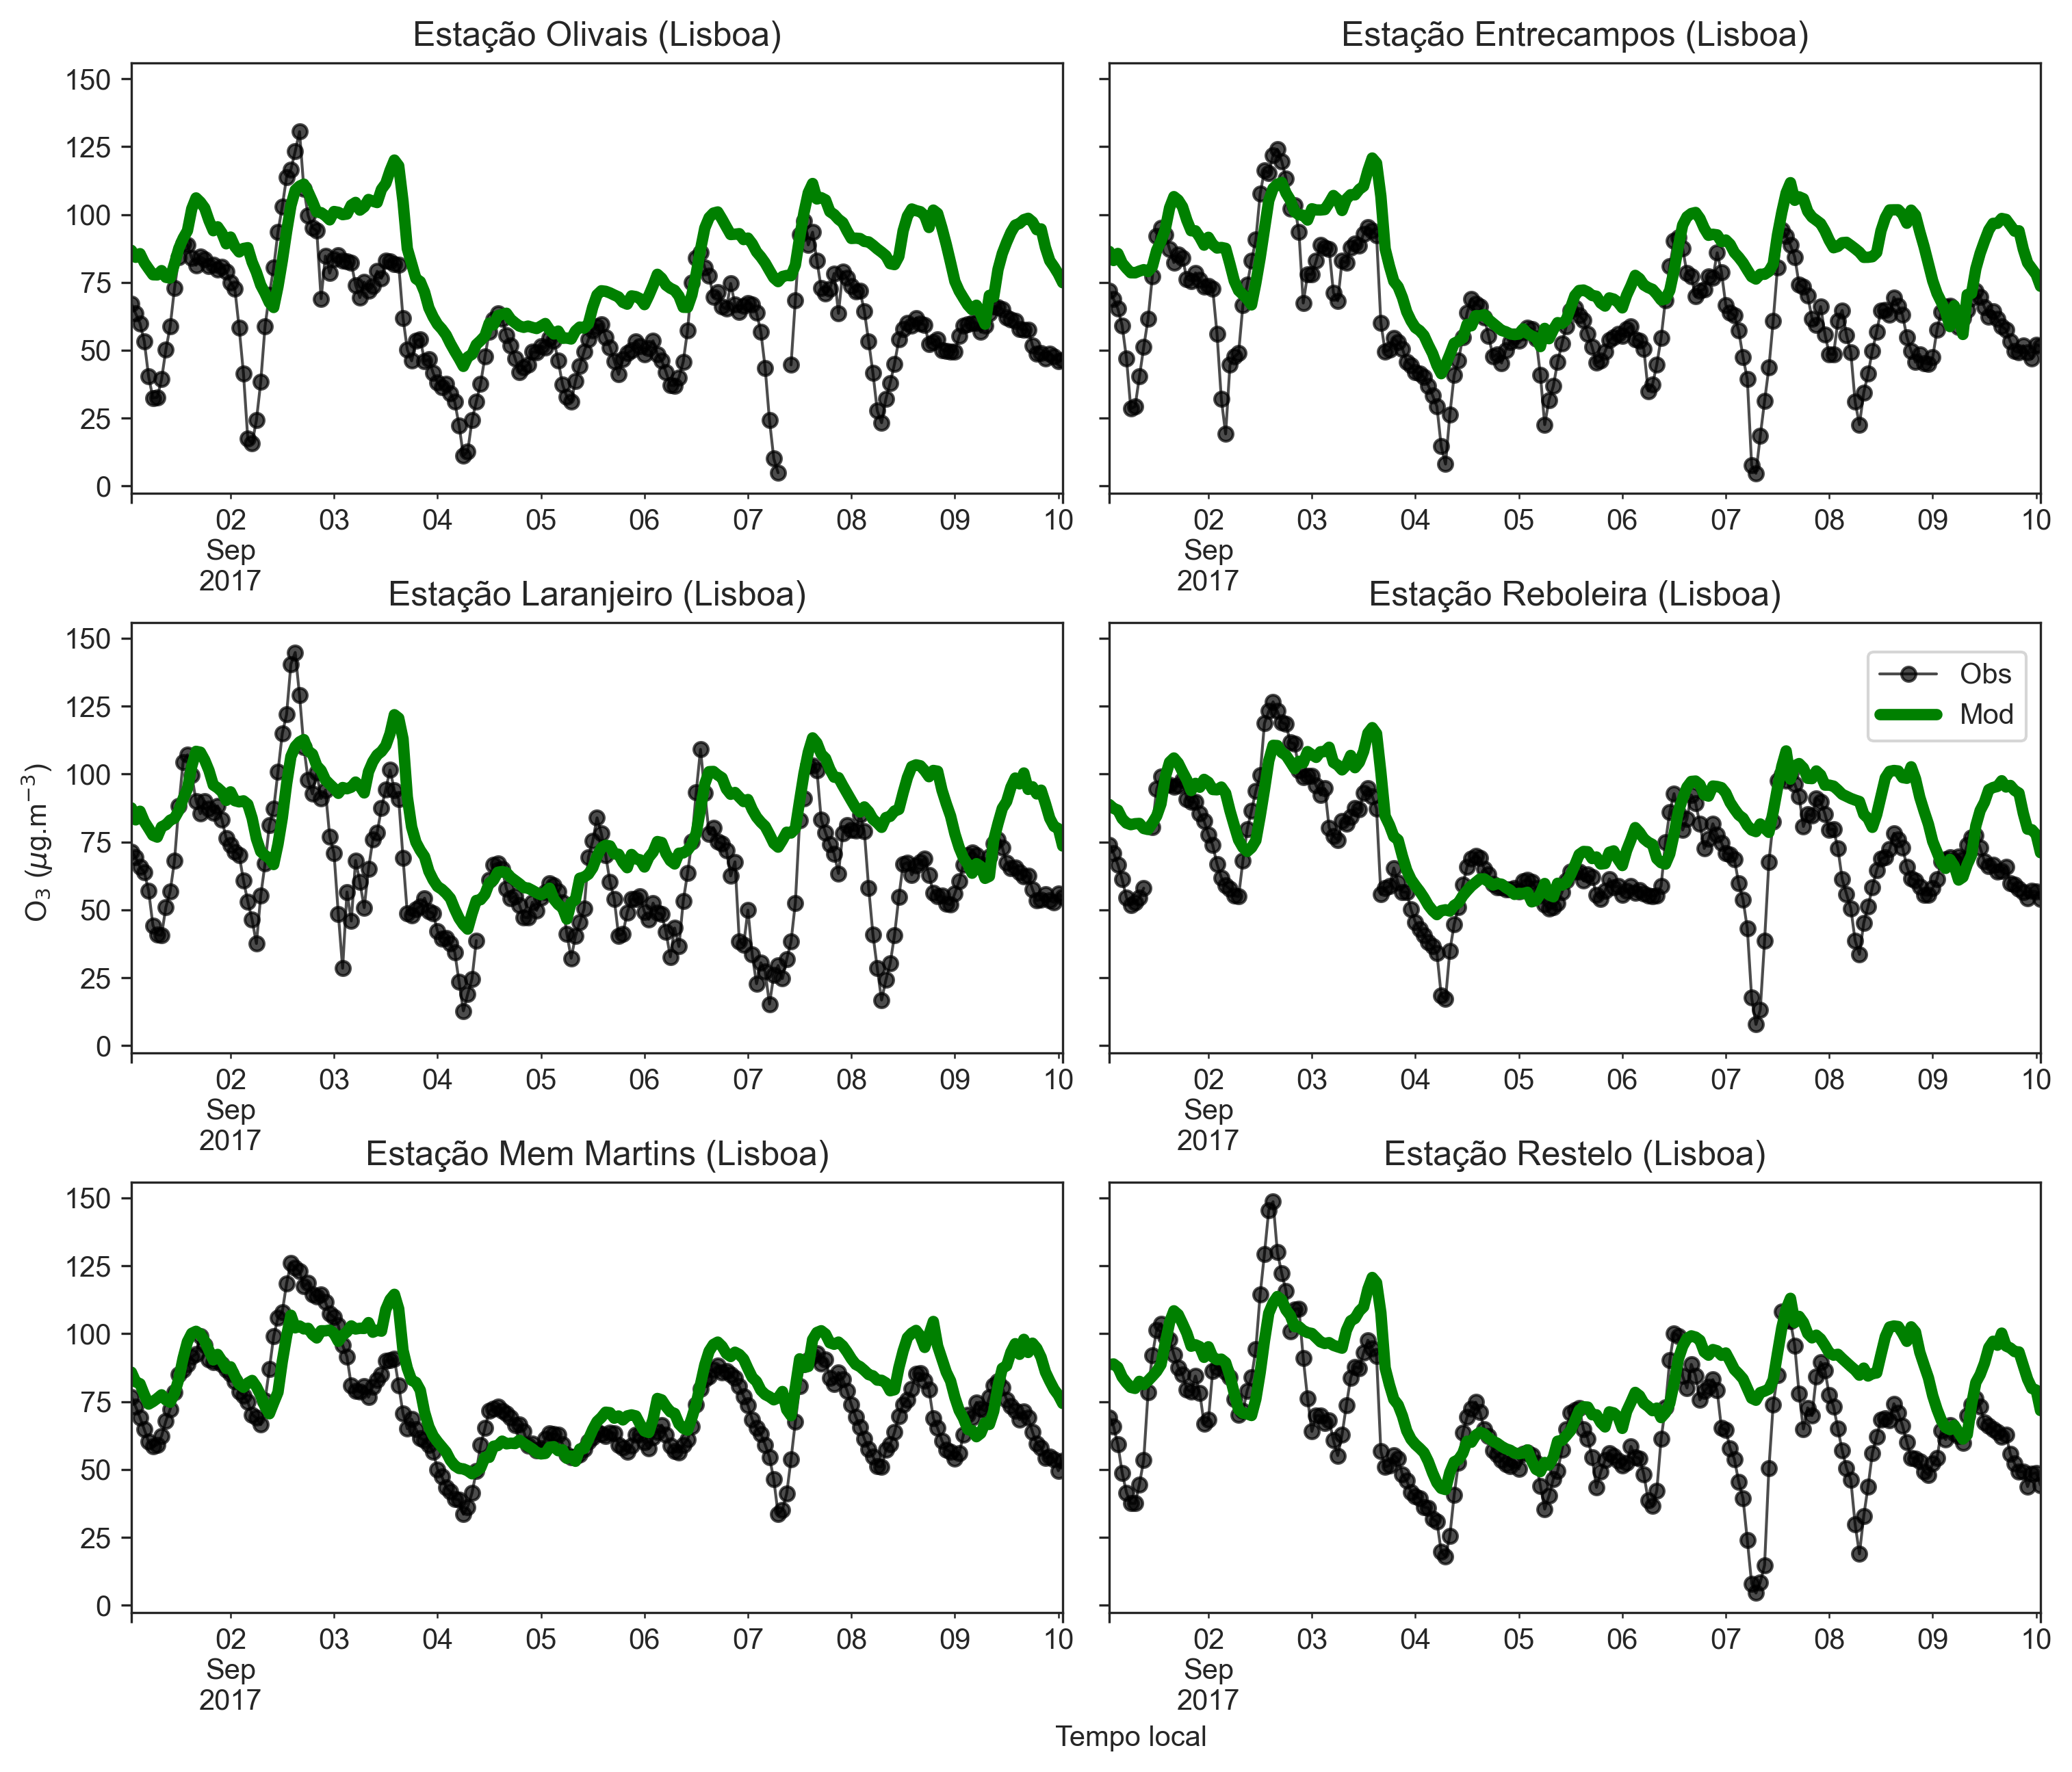 Estação Olivais (Lisboa)
150
125
100
75
50
25
0
02 03 04 05 06 07 08 09 10
Sep
2017
Estação Entrecampos (Lisboa)
02 03 04 05 06 07 08 09 10
Sep
2017
Estação Laranjeiro (Lisboa)
O₃ (μg.m⁻³)
150
125
100
75
50
25
0
02 03 04 05 06 07 08 09 10
Sep
2017
Estação Reboleira (Lisboa)
Obs
Mod
02 03 04 05 06 07 08 09 10
Sep
2017
Estação Mem Martins (Lisboa)
150
125
100
75
50
25
0
02 03 04 05 06 07 08 09 10
Sep
2017
Estação Restelo (Lisboa)
02 03 04 05 06 07 08 09 10
Sep
2017
Tempo local